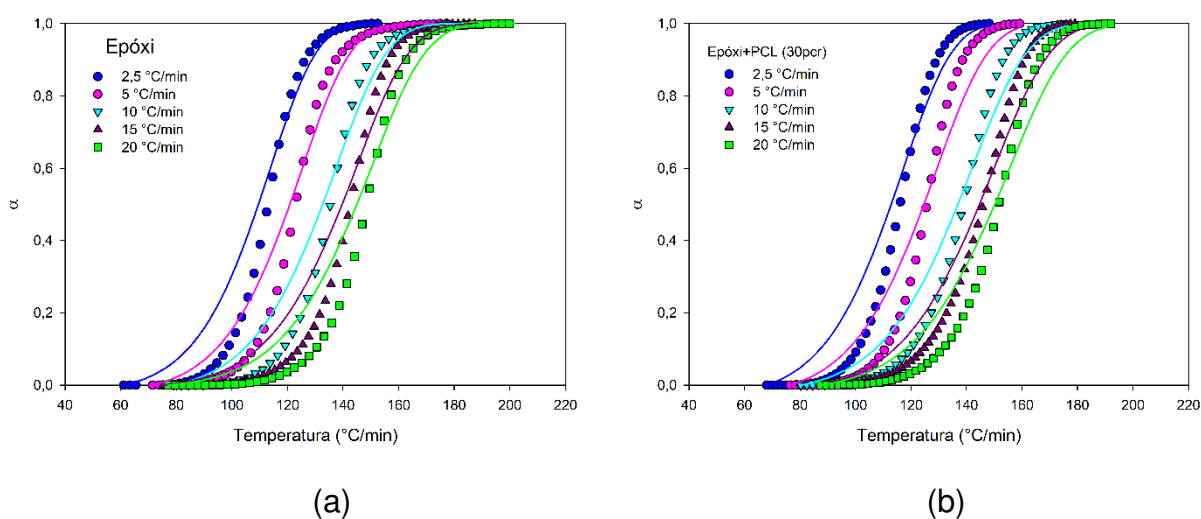 1,0
0,8
0,6
0,4
0,2
0,0
α
Epóxi
2,5 °C/min
5 °C/min
10 °C/min
15 °C/min
20 °C/min
40 60 80 100 120 140 160 180 200 220
Temperatura (°C/min)
(a)
1,0
0,8
0,6
0,4
0,2
0,0
α
Epóxi+PCL (30pcr)
2,5 °C/min
5 °C/min
10 °C/min
15 °C/min
20 °C/min
40 60 80 100 120 140 160 180 200 220
Temperatura (°C/min)
(b)